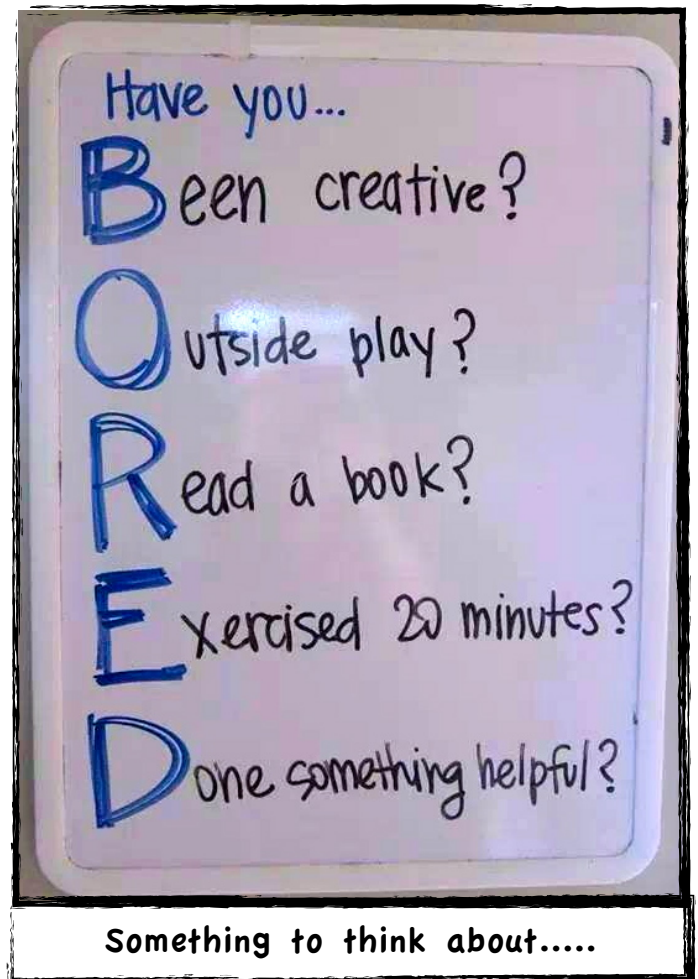 Have you...
Been creative?
Outside play?
Read a book?
Exercised 20 minutes?
Done something helpful?
Something to think about.....